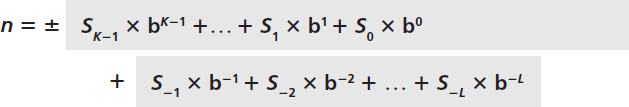 n = ± S_{K–1} × b^{K–1} +...+ S_1 × b^1 + S_0 × b^0
+ S_{–1} × b^{–1} + S_{–2} × b^{–2} + ... + S_{–L} × b^{–L}